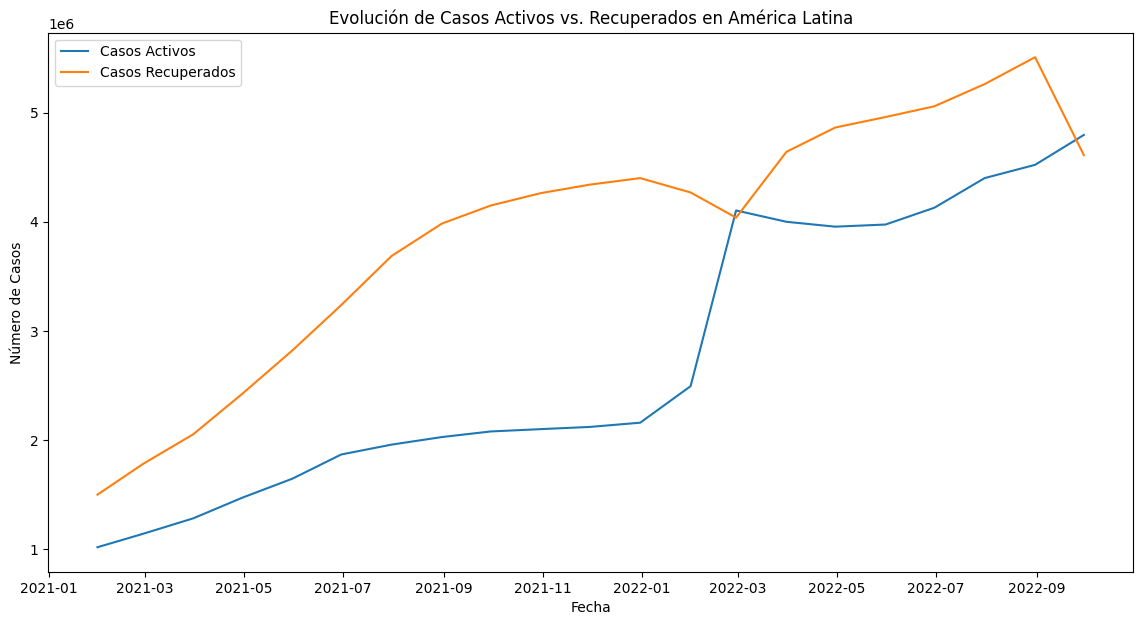 Evolución de Casos Activos vs. Recuperados en América Latina
1e6
Casos Activos
Casos Recuperados
5
4
3
2
1
Número de Casos
2021-01 2021-03 2021-05 2021-07 2021-09 2021-11 2022-01 2022-03 2022-05 2022-07 2022-09
Fecha